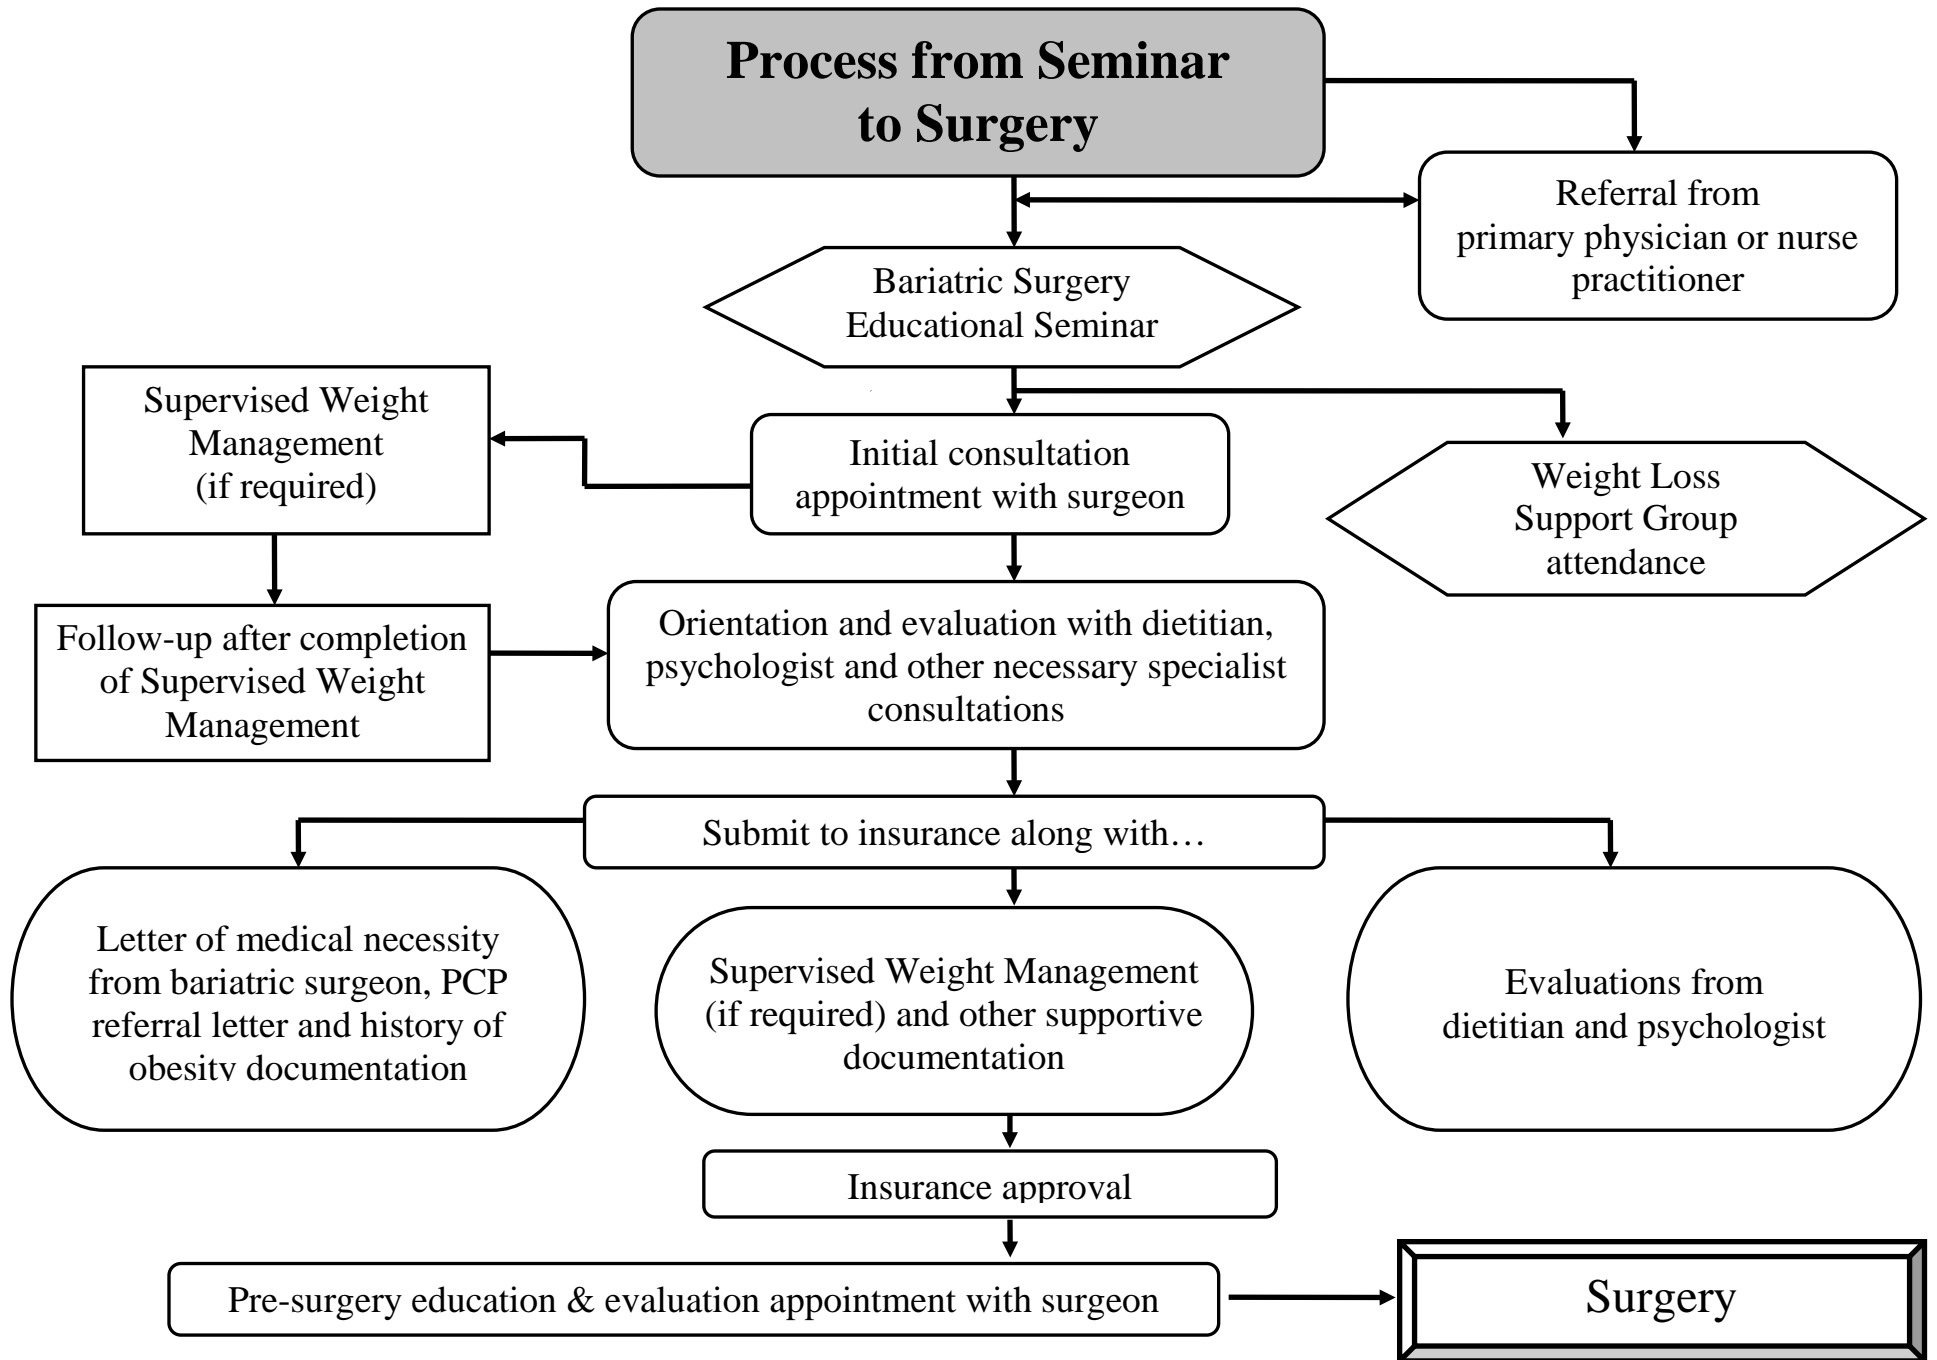 Process from Seminar
to Surgery
Referral from
primary physician or nurse
practitioner
Bariatric Surgery
Educational Seminar
Supervised Weight
Management
(if required)
Initial consultation
appointment with surgeon
Weight Loss
Support Group
attendance
Follow-up after completion
of Supervised Weight
Management
Orientation and evaluation with dietitian,
psychologist and other necessary specialist
consultations
Submit to insurance along with…
Letter of medical necessity
from bariatric surgeon, PCP
referral letter and history of
obesity documentation
Supervised Weight Management
(if required) and other supportive
documentation
Evaluations from
dietitian and psychologist
Insurance approval
Pre-surgery education & evaluation appointment with surgeon
Surgery